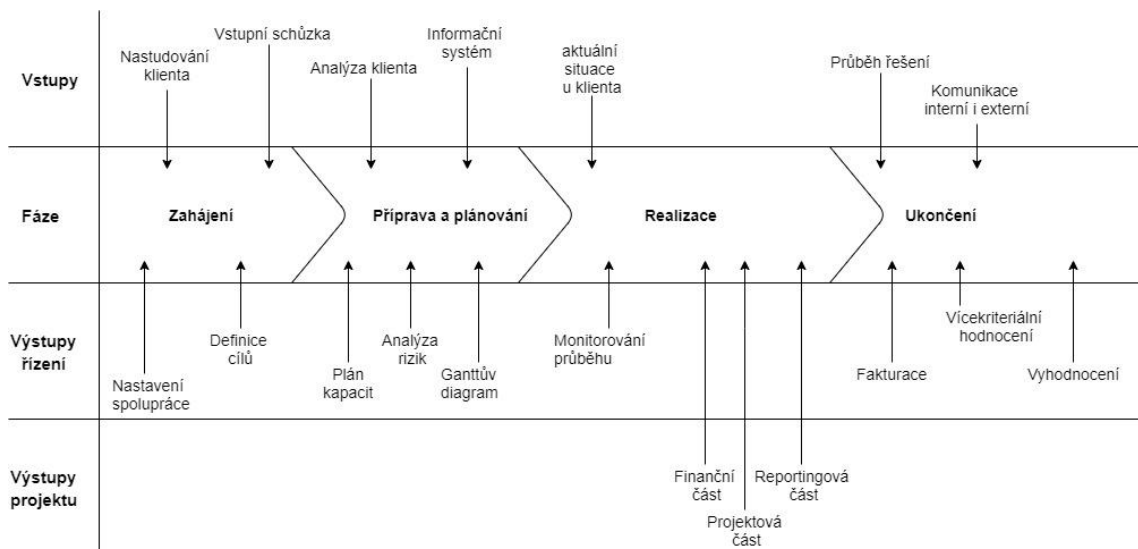 Vstupy
Nastudování
klienta
Vstupní schůzka
Analýza klienta
Informační
systém
aktuální
situace
u klienta
Průběh řešení
Komunikace
interní i externí
Fáze
Zahájení
Příprava a plánování
Realizace
Ukončení
Výstupy
řízení
Nastavení
spolupráce
Definice
cílů
Plán
kapacit
Analýza
rizik
Ganttův
diagram
Monitorování
průběhu
Fakturace
Vícekriteriální
hodnocení
Vyhodnocení
Výstupy
projektu
Finanční
část
Projektová
část
Reportingová
část